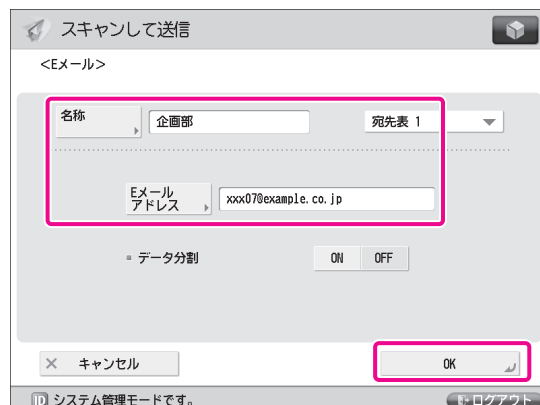 スキャンして送信
<Eメール>
名称
企画部
宛先表 1
Eメール
アドレス
xxx07@example.co.jp
データ分割
ON
OFF
キャンセル
OK
ID システム管理モードです。
ログアウト